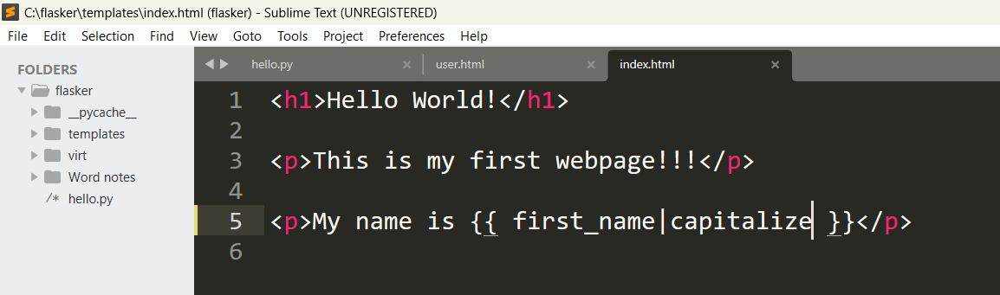 C:\flasker\templates\index.html (flasker) - Sublime Text (UNREGISTERED)
File Edit Selection Find View Goto Tools Project Preferences Help
FOLDERS
flasker
__pycache__
templates
virt
Word notes
/* hello.py
hello.py × user.html × index.html ×
1 <h1>Hello World!</h1>
2
3 <p>This is my first webpage!!!</p>
4
5 <p>My name is {{ first_name|capitalize }}</p>
6